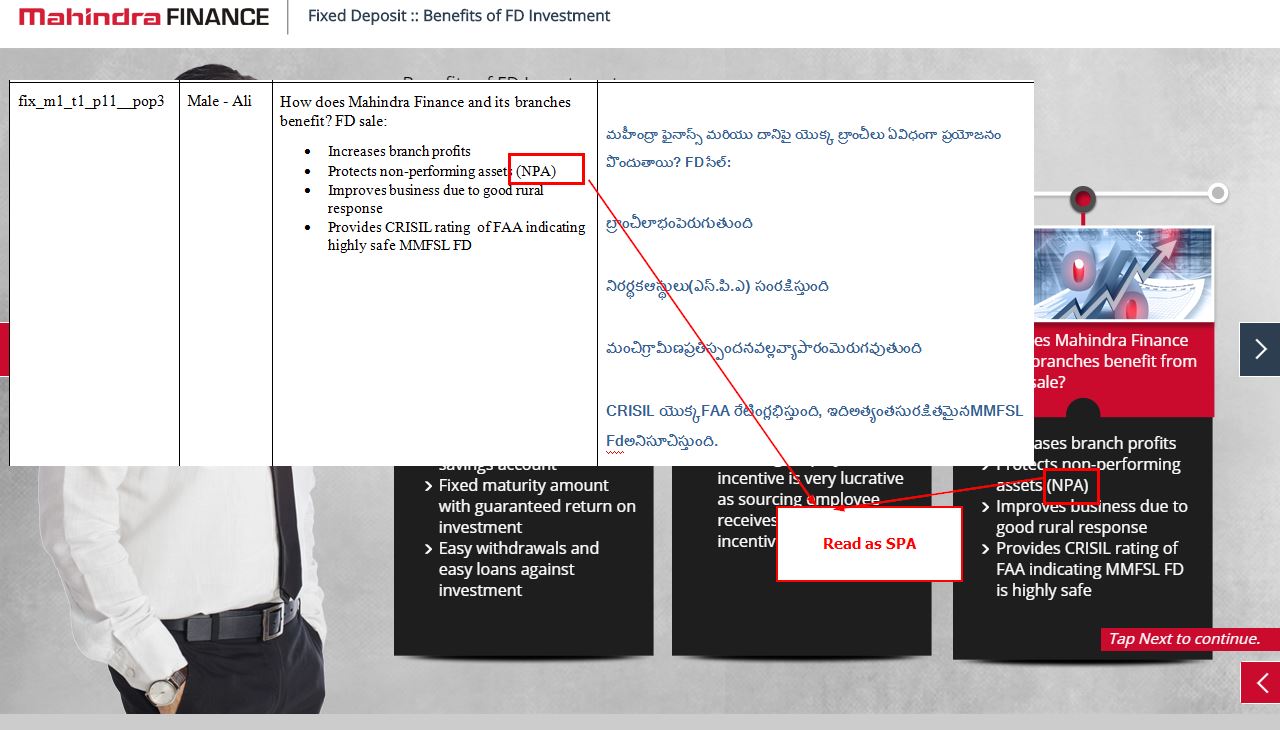 Mahindra FINANCE
Fixed Deposit :: Benefits of FD Investment
fix_m1_t1_p11__pop3
Male - Ali
How does Mahindra Finance and its branches
benefit? FD sale:
Increases branch profits
Protects non-performing assets (NPA)
Improves business due to good rural
response
Provides CRISIL rating of FAA indicating
highly safe MMFSL FD
మహీంద్రా ఫైనాన్స్ మరియు దానిపై యొక్క బ్రాంచీలు ఏవిధంగా ప్రయోజనం
పొందుతాయి? FD సేల్:
బ్రాంచీలాభంపెరుగుతుంది
నిరర్ధకఆస్థులు(ఎస్.పి.ఎ) సంరక్షిస్తుంది
మంచిగ్రామీణప్రతిస్పందనవల్లవ్యాపారంమెరుగవుతుంది
CRISIL యొక్కFAA రేటింగ్లభిస్తుంది, ఇదిఅత్యంతసురక్షితమైనMMFSL
Fdఅనిసూచిస్తుంది.
savings account
Fixed maturity amount
with guaranteed return on
investment
Easy withdrawals and
easy loans against
investment
incentive is very lucrative
as sourcing employee
receives
incentiv
Read as SPA
es Mahindra Finance
branches benefit from
sale?
ases branch profits
Protects non-performing
assets (NPA)
Improves business due to
good rural response
Provides CRISIL rating of
FAA indicating MMFSL FD
is highly safe
Tap Next to continue.